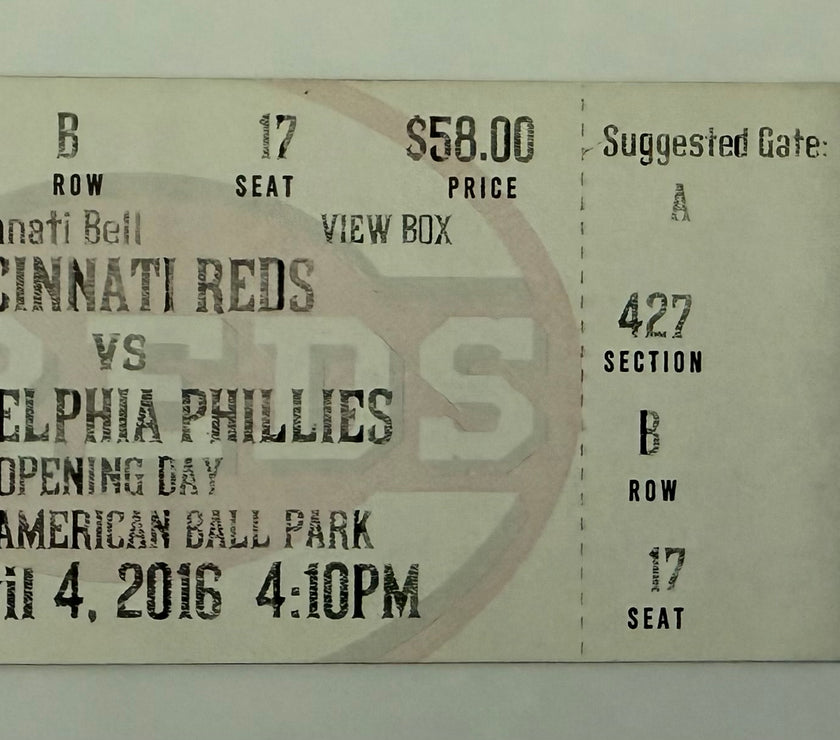 B 17 $58.00
ROW SEAT PRICE
nnati Bell VIEW BOX
CINNATI REDS
VS
ELPHIA PHILLIES
OPENING DAY
AMERICAN BALL PARK
il 4, 2016 4:10PM
REDS
Suggested Gate:
A
427
SECTION
B
ROW
17
SEAT